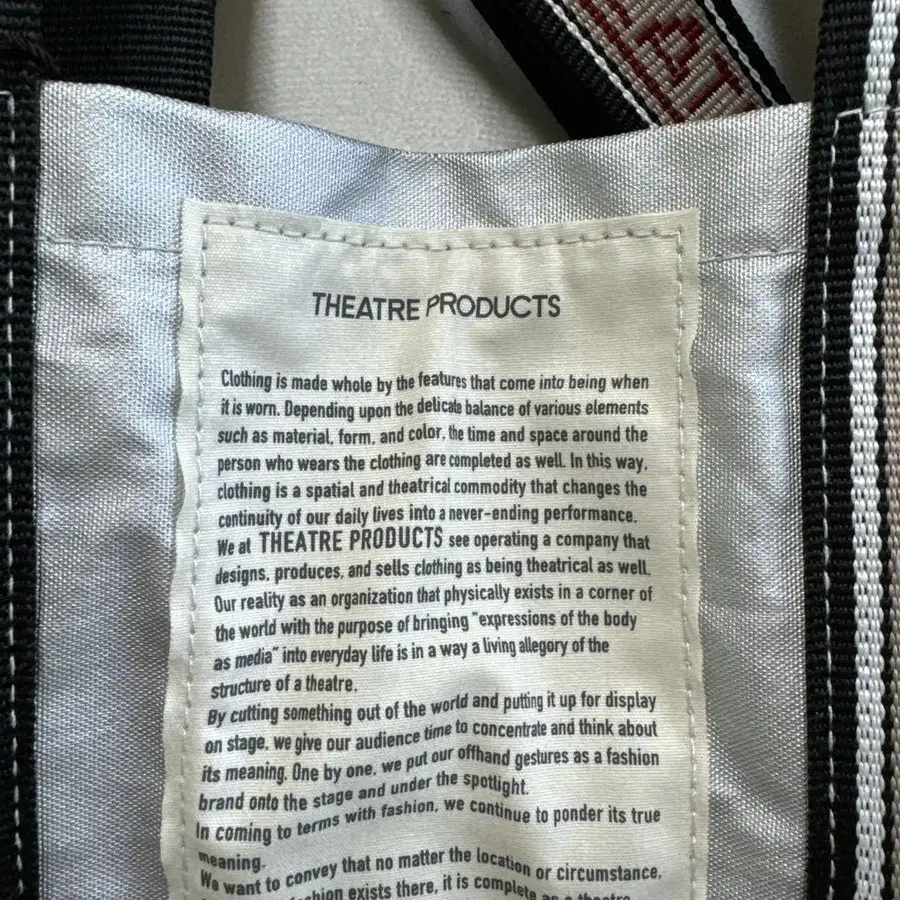 THEATRE PRODUCTS
Clothing is made whole by the features that come into being when
it is worn. Depending upon the delicate balance of various elements
such as material, form, and color, the time and space around the
person who wears the clothing are completed as well. In this way,
clothing is a spatial and theatrical commodity that changes the
continuity of our daily lives into a never-ending performance.
We at THEATRE PRODUCTS see operating a company that
designs, produces, and sells clothing as being theatrical as well.
Our reality as an organization that physically exists in a corner of
the world with the purpose of bringing "expressions of the body
as media" into everyday life is in a way a living allegory of the
structure of a theatre.
By cutting something out of the world and putting it up for display
on stage, we give our audience time to concentrate and think about
its meaning. One by one, we put our offhand gestures as a fashion
brand onto the stage and under the spotlight.
In coming to terms with fashion, we continue to ponder its true
meaning.
We want to convey that no matter the location or circumstance,
exists there, it is complete as a theatre